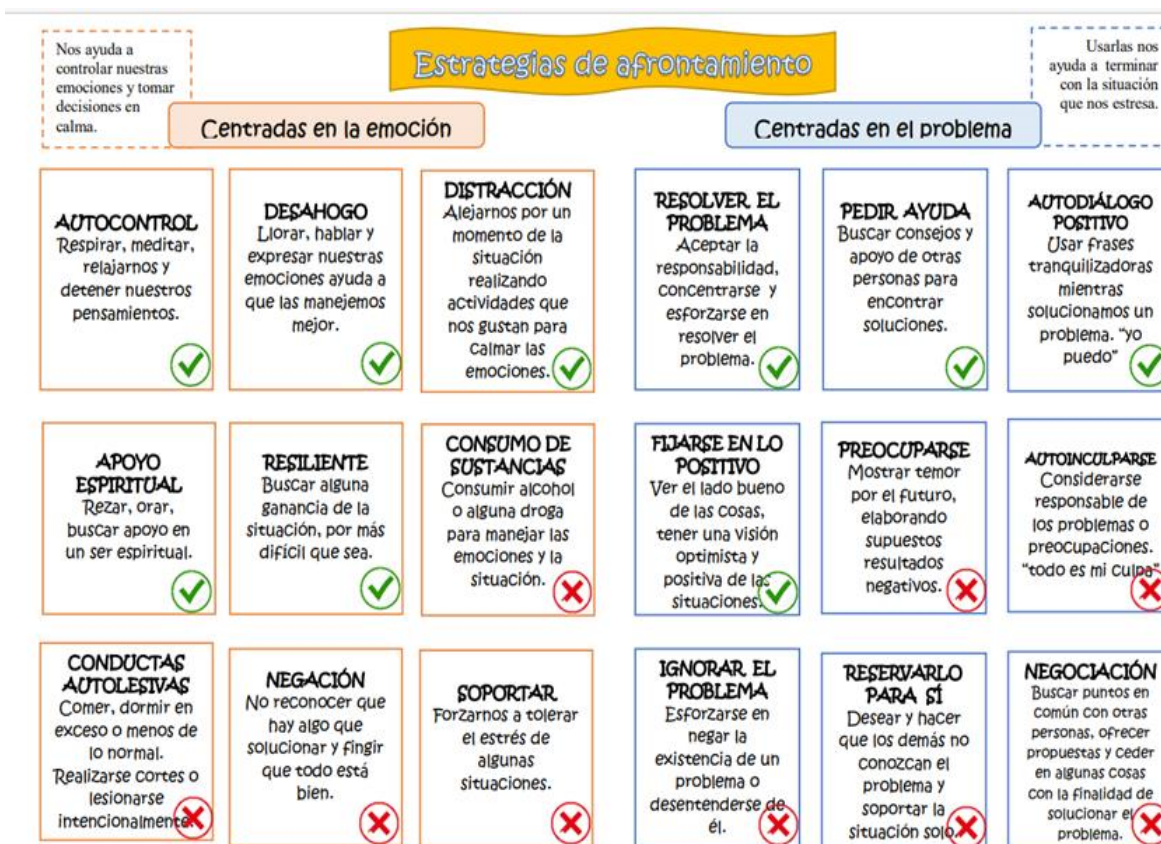 Nos ayuda a
controlar nuestras
emociones y tomar
decisiones en
calma.
Estrategias de afrontamiento
Usarlas nos
ayuda a terminar
con la situación
que nos estresa.
Centradas en la emoción
Centradas en el problema
AUTOCONTROL
Respirar, meditar,
relajarnos y
detener nuestros
pensamientos.
DESAHOGO
Llorar, hablar y
expresar nuestras
emociones ayuda a
que las manejemos
mejor.
DISTRACCIÓN
Alejarnos por un
momento de la
situación
realizando
actividades que
nos gustan para
calmar las
emociones.
RESOLVER EL
PROBLEMA
Aceptar la
responsabilidad,
concentrarse y
esforzarse en
resolver el
problema.
PEDIR AYUDA
Buscar consejos y
apoyo de otras
personas para
encontrar
soluciones.
AUTODIÁLOGO
POSITIVO
Usar frases
tranquilizadoras
mientras
solucionamos un
problema. "yo
puedo"
APOYO
ESPIRITUAL
Rezar, orar,
buscar apoyo en
un ser espiritual.
RESILIENTE
Buscar alguna
ganancia de la
situación, por más
difícil que sea.
CONSUMO DE
SUSTANCIAS
Consumir alcohol
o alguna droga
para manejar las
emociones y la
situación.
FIJARSE EN LO
POSITIVO
Ver el lado bueno
de las cosas,
tener una visión
optimista y
positiva de las
situaciones.
PREOCUPARSE
Mostrar temor
por el futuro,
elaborando
supuestos
resultados
negativos.
AUTOINCULPARSE
Considerarse
responsable de
los problemas o
preocupaciones.
"todo es mi culpa"
CONDUCTAS
AUTOLESIVAS
Comer, dormir en
exceso o menos de
lo normal.
Realizarse cortes o
lesionarse
intencionalmente.
NEGACIÓN
No reconocer que
hay algo que
solucionar y fingir
que todo está
bien.
SOPORTAR
Forzarnos a tolerar
el estrés de
algunas
situaciones.
IGNORAR EL
PROBLEMA
Esforzarse en
negar la
existencia de un
problema o
desentenderse de
él.
RESERVARLO
PARA SÍ
Desear y hacer
que los demás no
conozcan el
problema y
soportar la
situación solo.
NEGOCIACIÓN
Buscar puntos en
común con otras
personas, ofrecer
propuestas y ceder
en algunas cosas
con la finalidad de
solucionar el
problema.